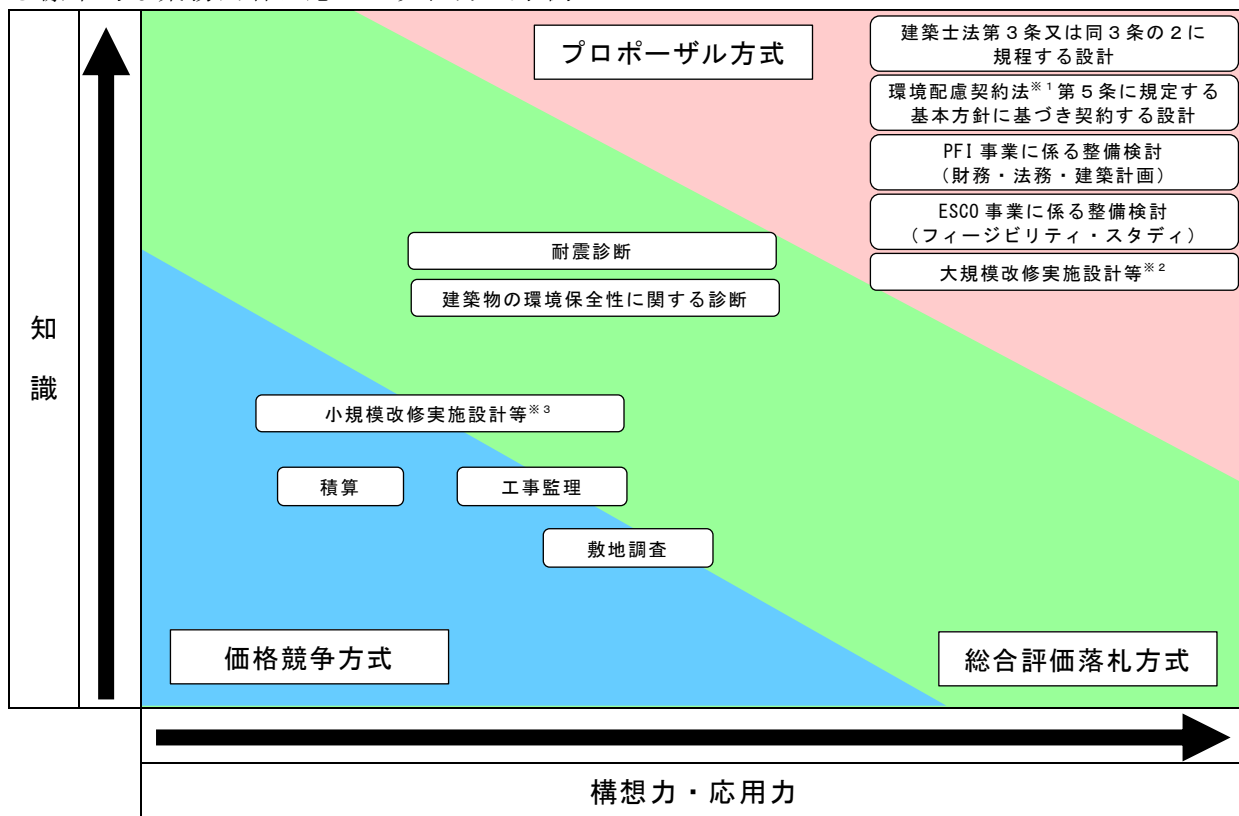 プロポーザル方式
建築士法第３条又は同３条の２に
規程する設計
環境配慮契約法※１第５条に規定する
基本方針に基づき契約する設計
PFI 事業に係る整備検討
（財務・法務・建築計画）
ESCO 事業に係る整備検討
（フィージビリティ・スタディ）
大規模改修実施設計等※２
耐震診断
建築物の環境保全性に関する診断
知
識
小規模改修実施設計等※３
積算
工事監理
敷地調査
価格競争方式
総合評価落札方式
構想力・応用力